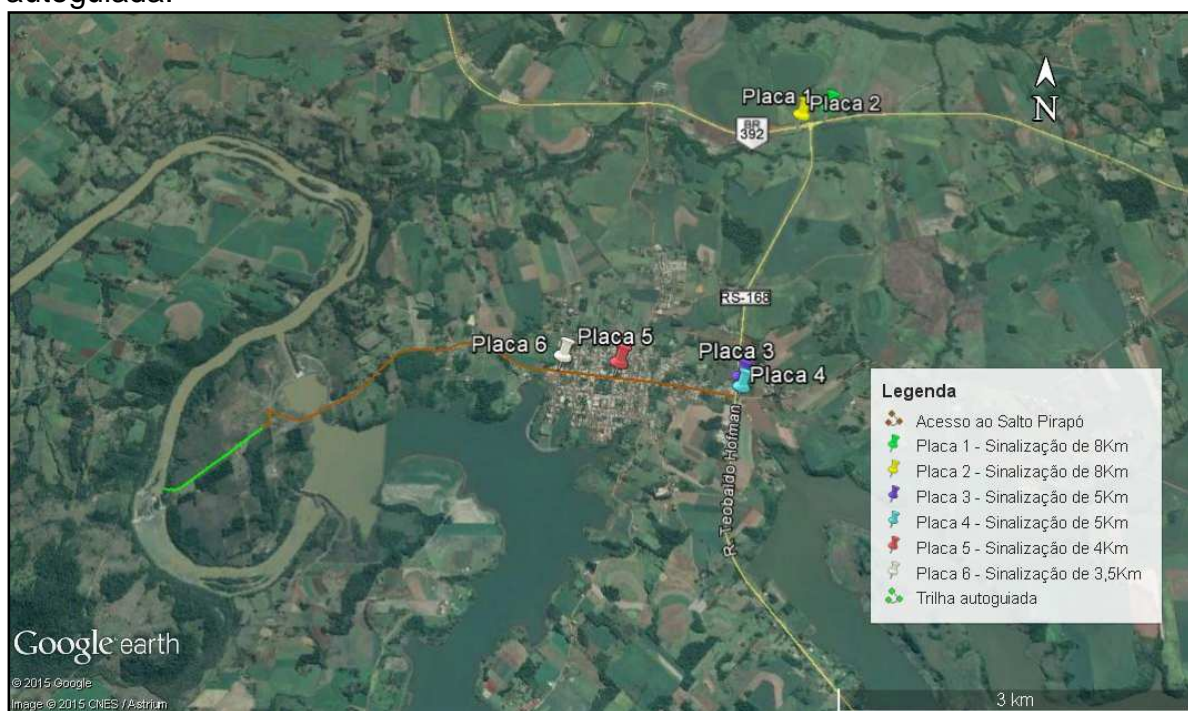 autoguiada.
Placa 1
Placa 2
N
BR
392
RS-168
Placa 6
Placa 5
Placa 3
Placa 4
R. Teobaldo Hofman
Legenda
Acesso ao Salto Pirapó
Placa 1 - Sinalização de 8Km
Placa 2 - Sinalização de 8Km
Placa 3 - Sinalização de 5Km
Placa 4 - Sinalização de 5Km
Placa 5 - Sinalização de 4Km
Placa 6 - Sinalização de 3,5Km
Trilha autoguiada
Google earth
© 2015 Google
Image © 2015 CNES / Astrium
3 km